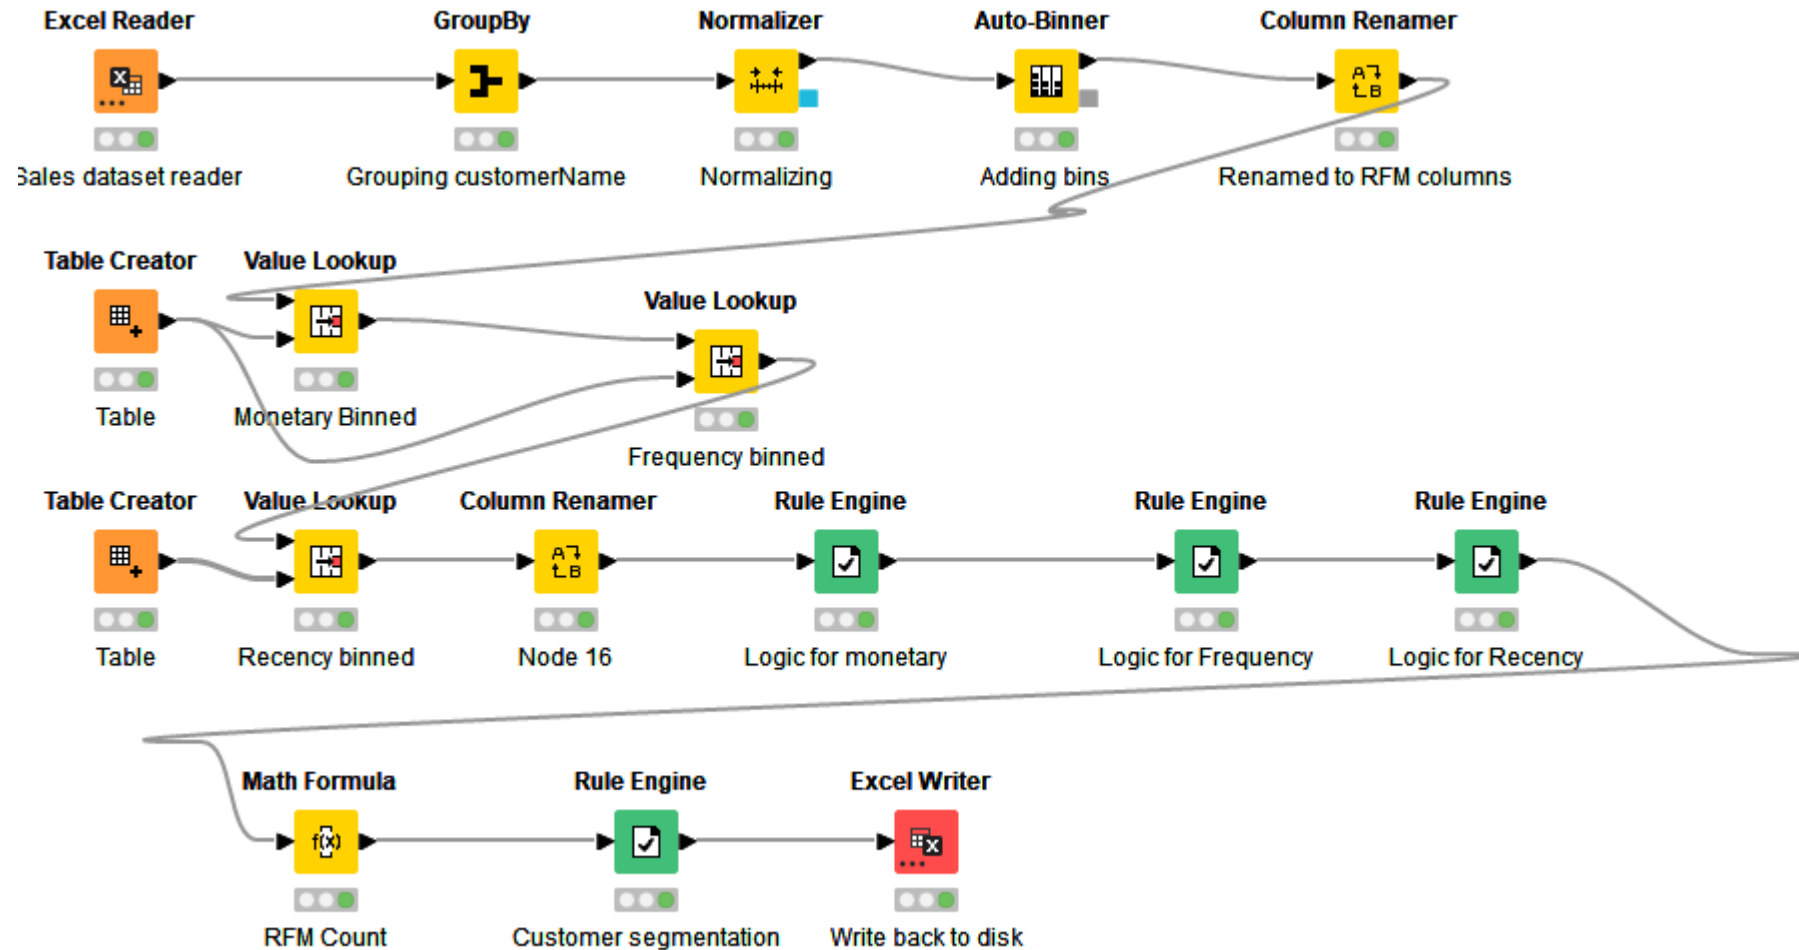 Excel Reader
GroupBy
Normalizer
Auto-Binner
Column Renamer
Sales dataset reader
Grouping customerName
Normalizing
Adding bins
Renamed to RFM columns
Table Creator
Value Lookup
Value Lookup
Table
Monetary Binned
Frequency binned
Table Creator
Value Lookup
Column Renamer
Rule Engine
Rule Engine
Rule Engine
Table
Recency binned
Node 16
Logic for monetary
Logic for Frequency
Logic for Recency
Math Formula
Rule Engine
Excel Writer
f(x)
RFM Count
Customer segmentation
Write back to disk